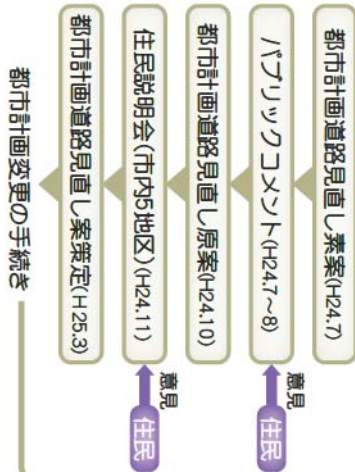 都市計画道路見直し素案(H24.7)
パブリックコメント(H24.7～8)
意見
住民
都市計画道路見直し原案(H24.10)
住民説明会(市内5地区)(H24.11)
意見
住民
都市計画道路見直し案策定(H25.3)
都市計画変更の手続き